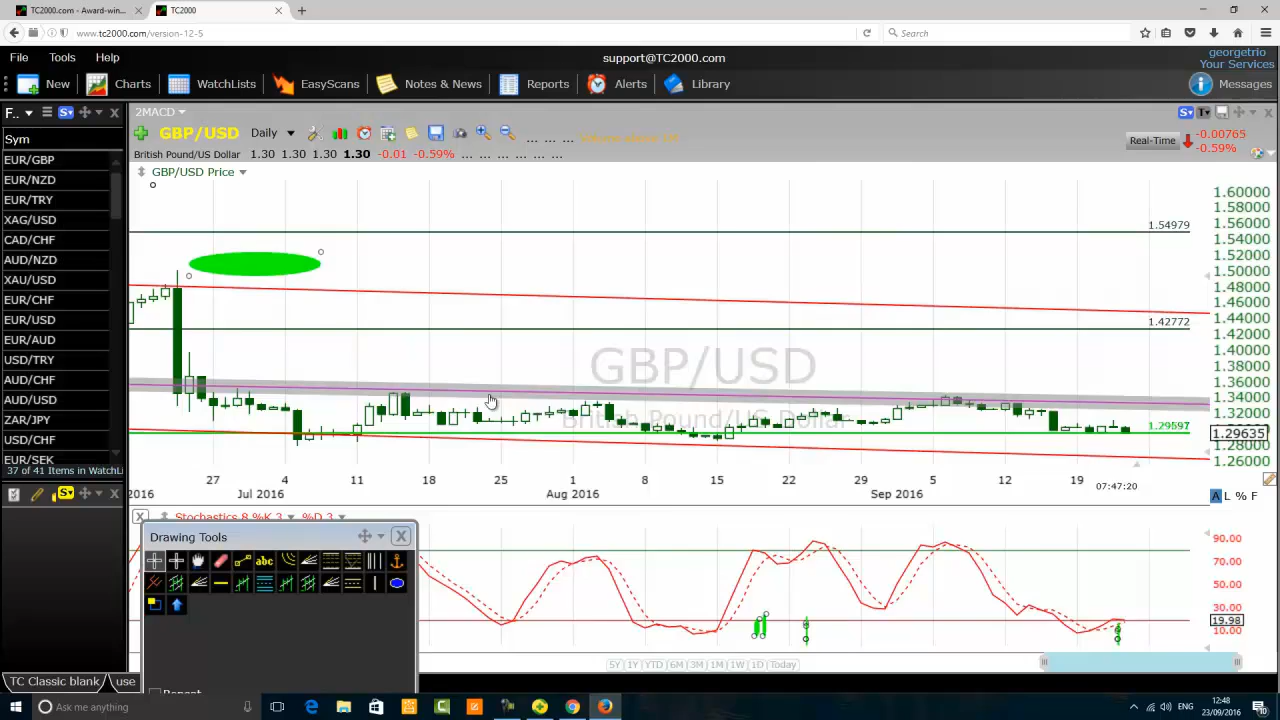 TC2000.com - Award-win...
TC2000
www.tc2000.com/version-12-5
Search
georgetrio
Your Services
File Tools Help
support@TC2000.com
New Charts WatchLists EasyScans Notes & News Reports Alerts Library Messages
F..
2MACD
Sym
GBP/USD Daily
British Pound/US Dollar 1.30 1.30 1.30 1.30 -0.01 -0.59%
Real-Time
-0.00765
-0.59%
GBP/USD Price
EUR/GBP
EUR/NZD
EUR/TRY
XAG/USD
CAD/CHF
AUD/NZD
XAU/USD
EUR/CHF
EUR/USD
EUR/AUD
USD/TRY
AUD/CHF
AUD/USD
ZAR/JPY
USD/CHF
EUR/SEK
37 of 41 Items in WatchLi
GBP/USD
British Pound/US Dollar
1.54979
1.42772
1.29597
1.60000
1.58000
1.56000
1.54000
1.52000
1.50000
1.48000
1.46000
1.44000
1.42000
1.40000
1.38000
1.36000
1.34000
1.32000
1.29635
1.28000
1.26000
27 4 11 18 25 1 8 15 22 29 5 12 19
2016 Jul 2016 Aug 2016 Sep 2016
07:47:20
A L % F
Stochastics 8 %K 3 %D 3
90.00
70.00
50.00
30.00
19.98
10.00
Drawing Tools
abc
5Y 1Y YTD 6M 3M 1M 1W 1D Today
TC Classic blank use
Ask me anything
ENG
12:48
23/09/2016